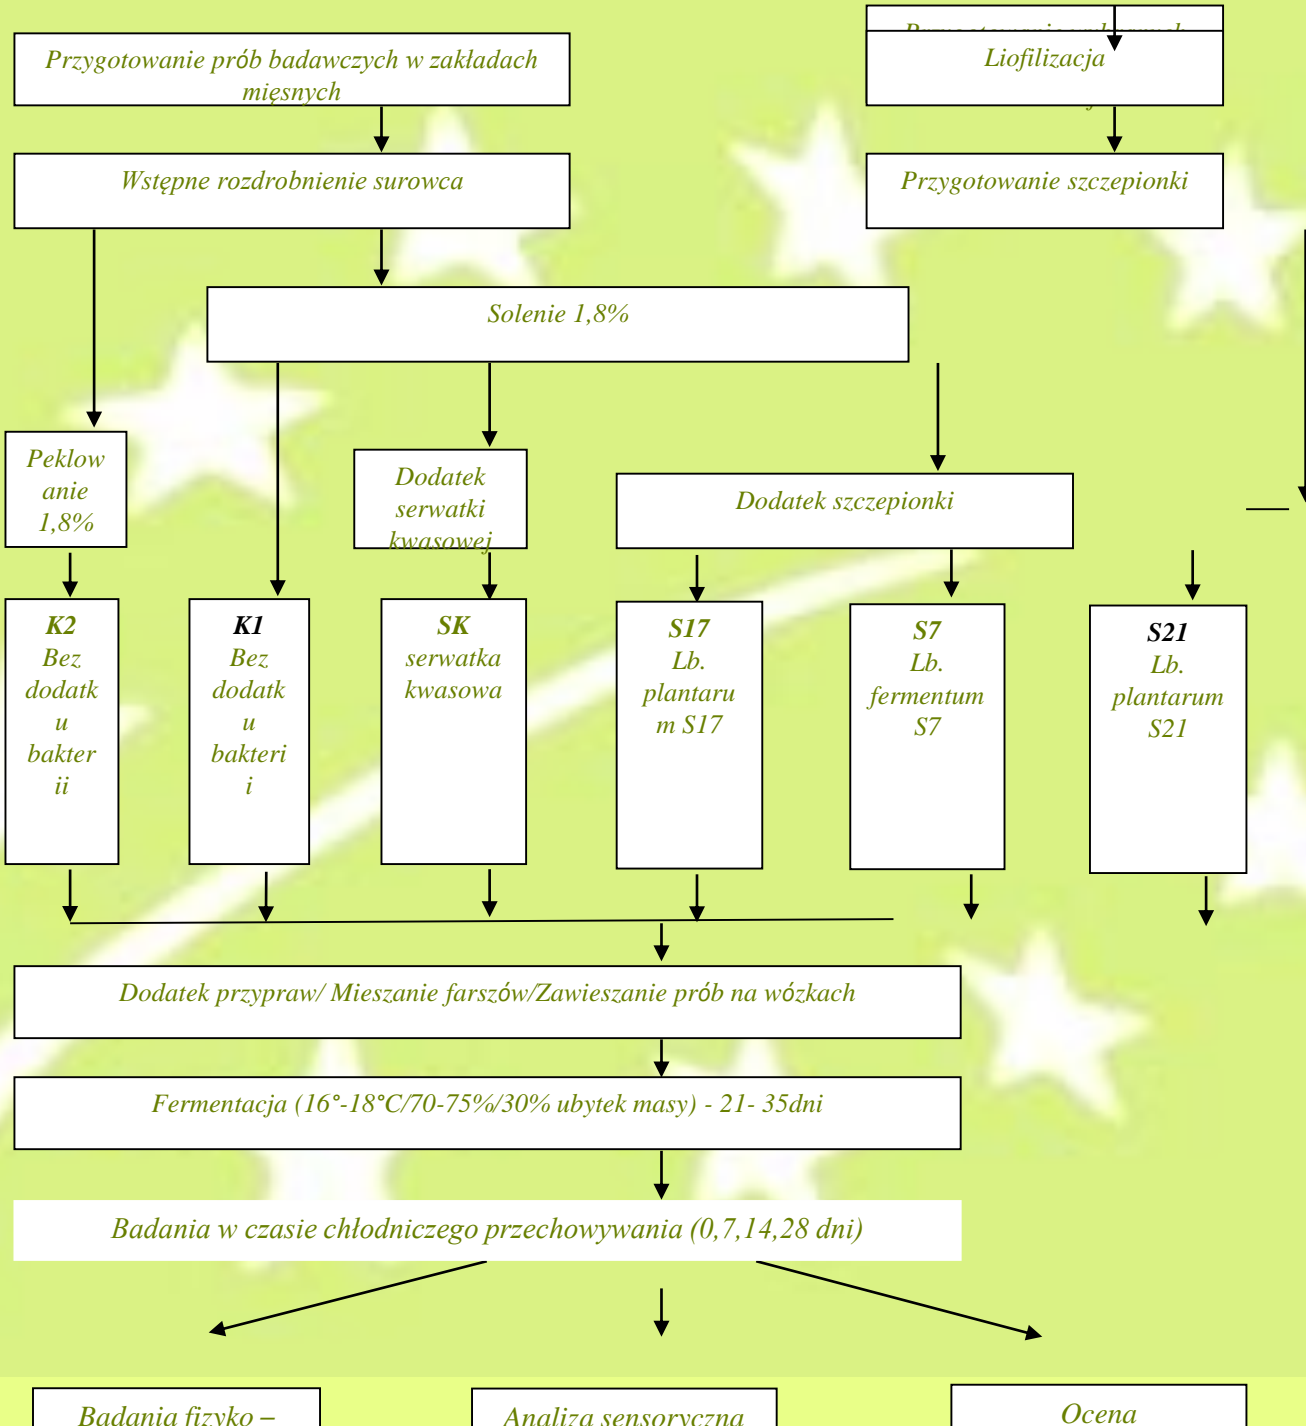 Przygotowanie prób badawczych w zakładach
mięsnych
Liofilizacja
Wstępne rozdrobnienie surowca
Przygotowanie szczepionki
Solenie 1,8%
Peklow
anie
1,8%
Dodatek
serwatki
kwasowej
Dodatek szczepionki
K2
Bez
dodatk
u
bakter
ii
K1
Bez
dodatk
u
bakteri
i
SK
serwatka
kwasowa
S17
Lb.
plantaru
m S17
S7
Lb.
fermentum
S7
S21
Lb.
plantarum
S21
Dodatek przypraw/ Mieszanie farszów/Zawieszanie prób na wózkach
Fermentacja (16°-18°C/70-75%/30% ubytek masy) - 21- 35dni
Badania w czasie chłodniczego przechowywania (0,7,14,28 dni)
Badania fizyko –
Analiza sensoryczna
Ocena